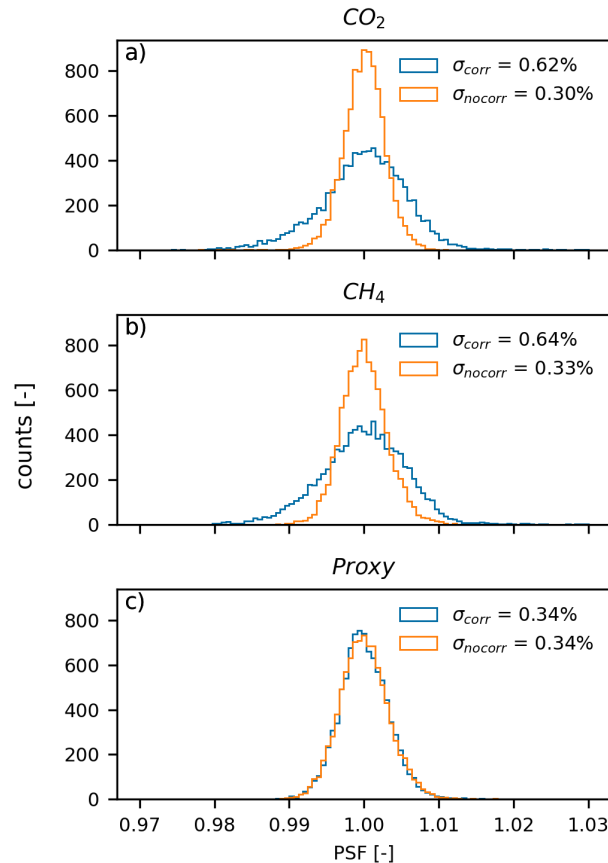 CO₂
a)
σcorr = 0.62%
σnocorr = 0.30%
800
600
400
200
0
CH₄
b)
σcorr = 0.64%
σnocorr = 0.33%
800
600
400
200
0
counts [-]
Proxy
c)
σcorr = 0.34%
σnocorr = 0.34%
800
600
400
200
0
0.97 0.98 0.99 1.00 1.01 1.02 1.03
PSF [-]